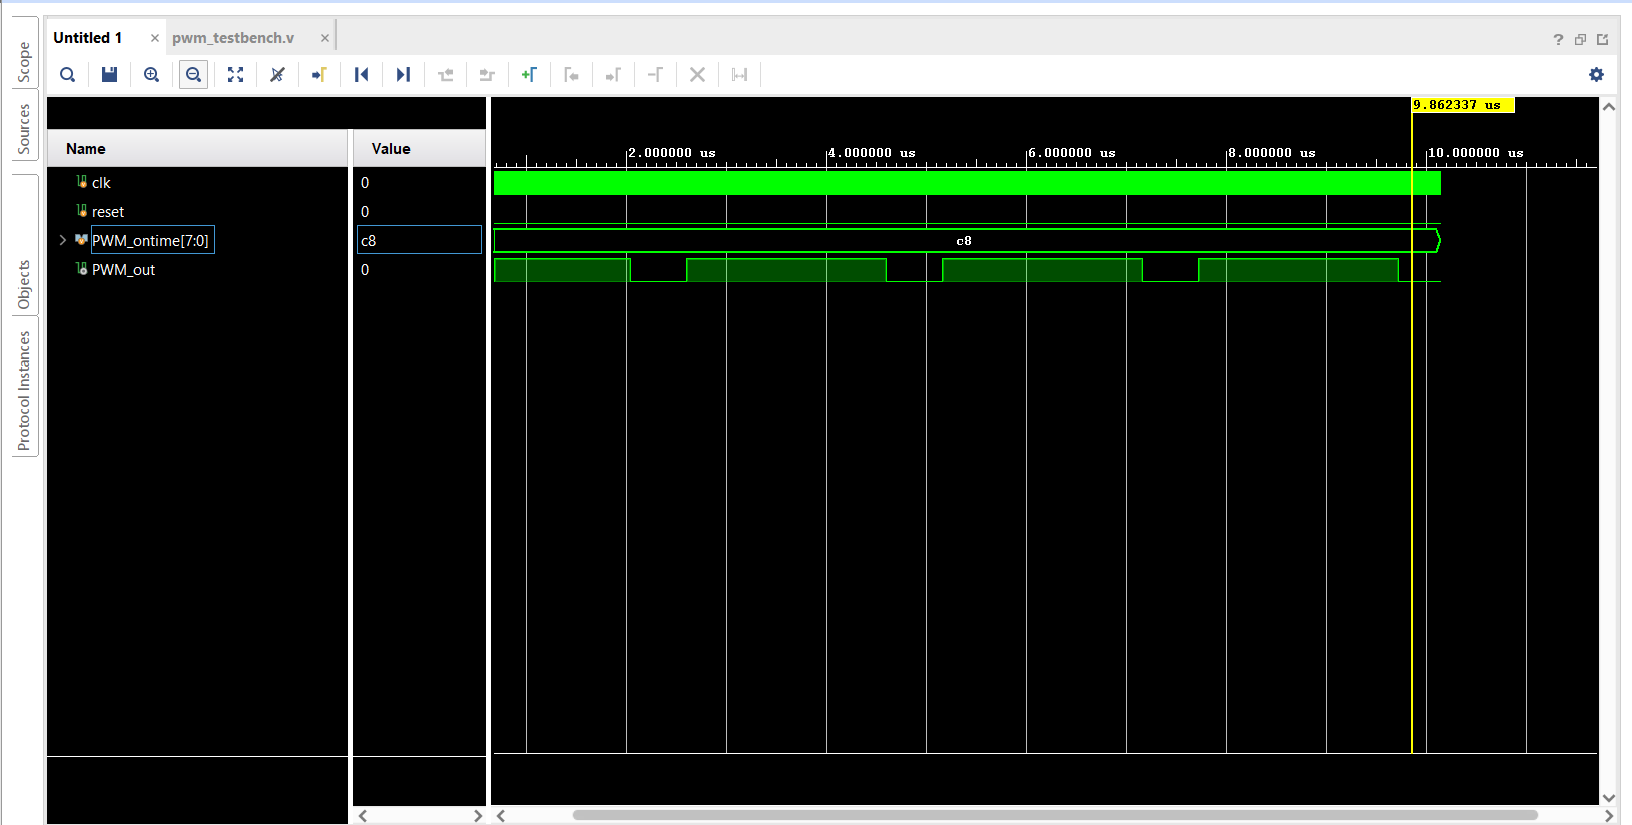 Untitled 1
pwm_testbench.v
Scope
Sources
Objects
Protocol Instances
9.862337 us
Name
Value
2.000000 us
4.000000 us
6.000000 us
8.000000 us
10.000000 us
clk
0
reset
0
PWM_ontime[7:0]
c8
c8
PWM_out
0